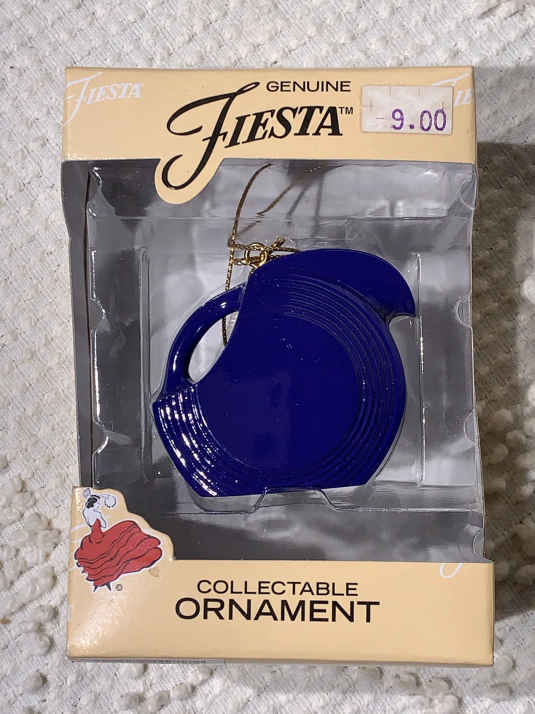 FIESTA
GENUINE
FIESTA™
-9.00
COLLECTABLE
ORNAMENT
©